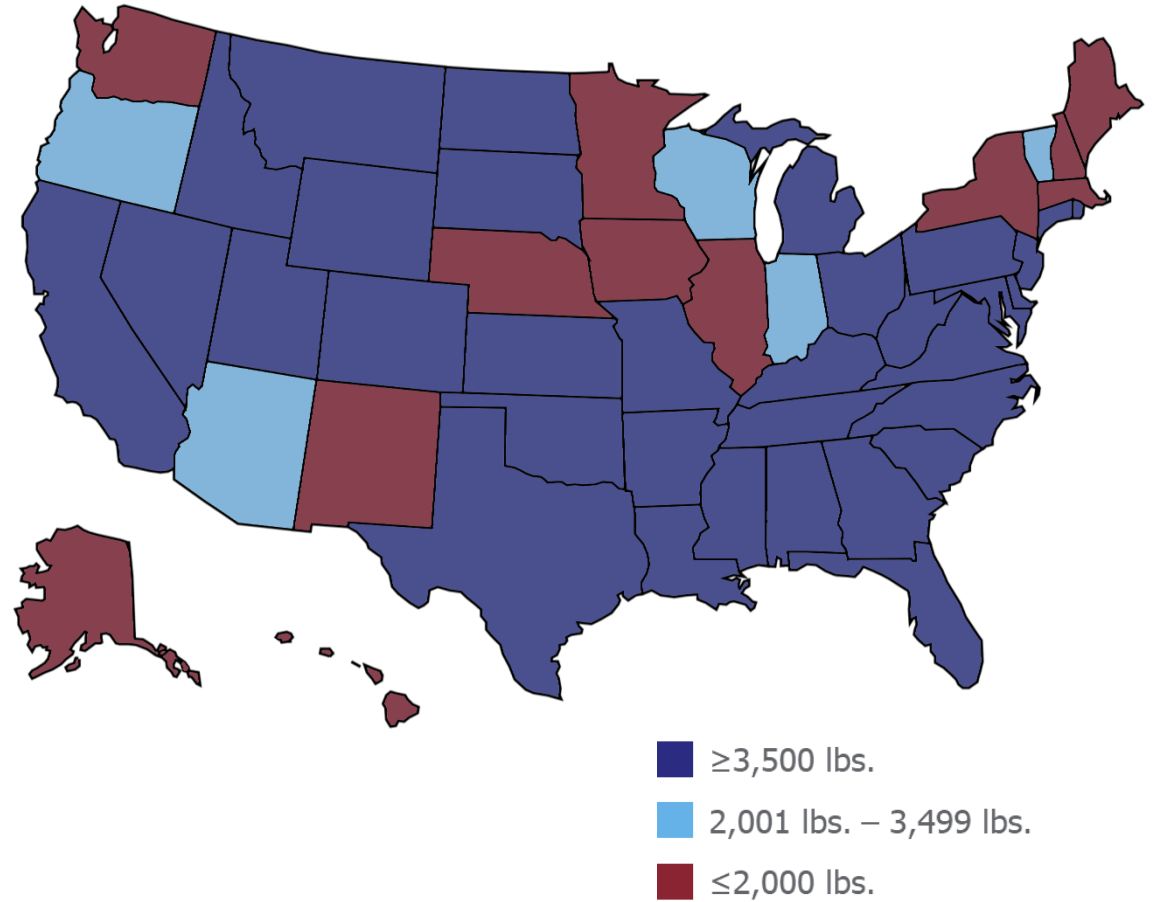 ≥3,500 lbs.
2,001 lbs. – 3,499 lbs.
≤2,000 lbs.